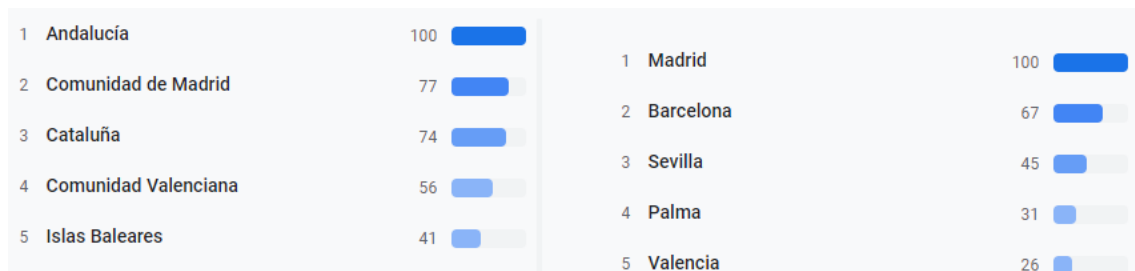 1 Andalucía 100
2 Comunidad de Madrid 77
3 Cataluña 74
4 Comunidad Valenciana 56
5 Islas Baleares 41
1 Madrid 100
2 Barcelona 67
3 Sevilla 45
4 Palma 31
5 Valencia 26